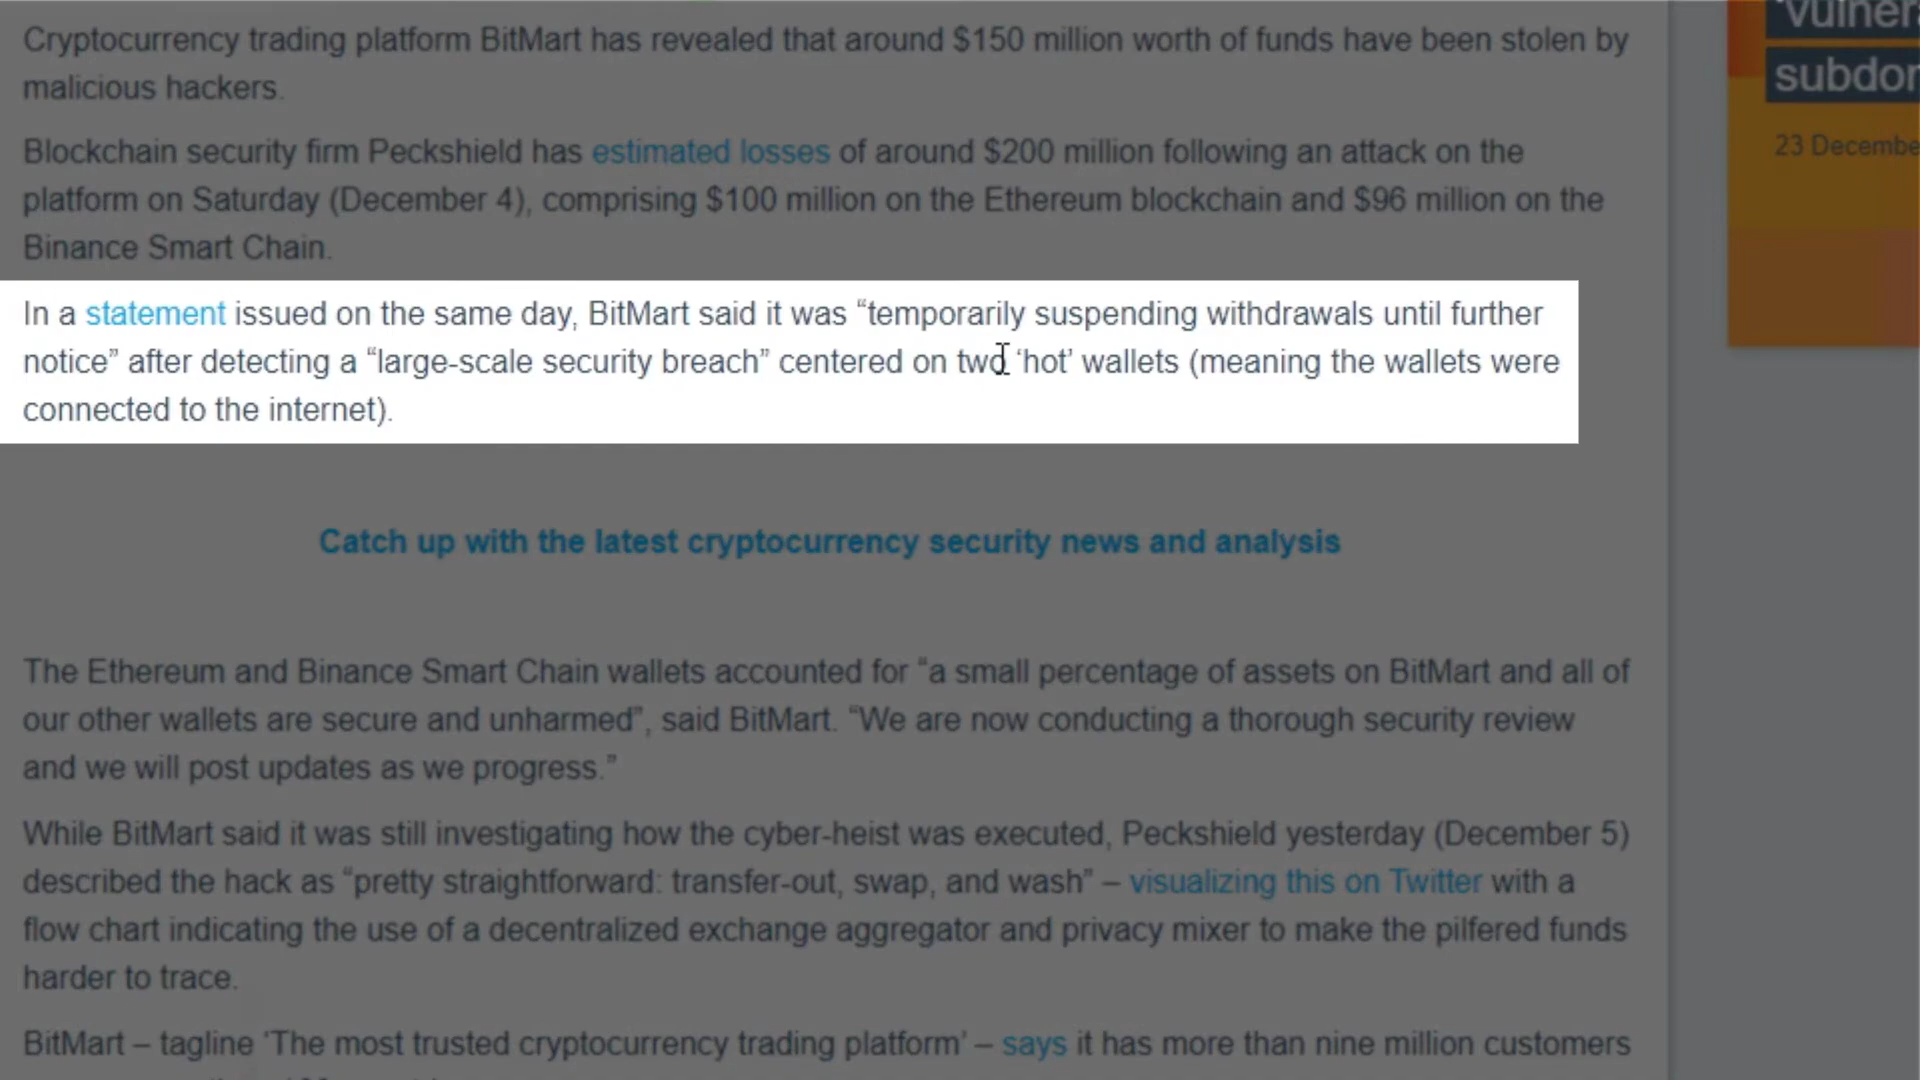 Cryptocurrency trading platform BitMart has revealed that around $150 million worth of funds have been stolen by
malicious hackers.
Blockchain security firm Peckshield has estimated losses of around $200 million following an attack on the
platform on Saturday (December 4), comprising $100 million on the Ethereum blockchain and $96 million on the
Binance Smart Chain.
In a statement issued on the same day, BitMart said it was “temporarily suspending withdrawals until further
notice” after detecting a “large-scale security breach” centered on two ‘hot’ wallets (meaning the wallets were
connected to the internet).
Catch up with the latest cryptocurrency security news and analysis
The Ethereum and Binance Smart Chain wallets accounted for “a small percentage of assets on BitMart and all of
our other wallets are secure and unharmed”, said BitMart. “We are now conducting a thorough security review
and we will post updates as we progress.”
While BitMart said it was still investigating how the cyber-heist was executed, Peckshield yesterday (December 5)
described the hack as “pretty straightforward: transfer-out, swap, and wash” – visualizing this on Twitter with a
flow chart indicating the use of a decentralized exchange aggregator and privacy mixer to make the pilfered funds
harder to trace.
BitMart – tagline ‘The most trusted cryptocurrency trading platform’ – says it has more than nine million customers
'Vulner
subdor
23 Decembe